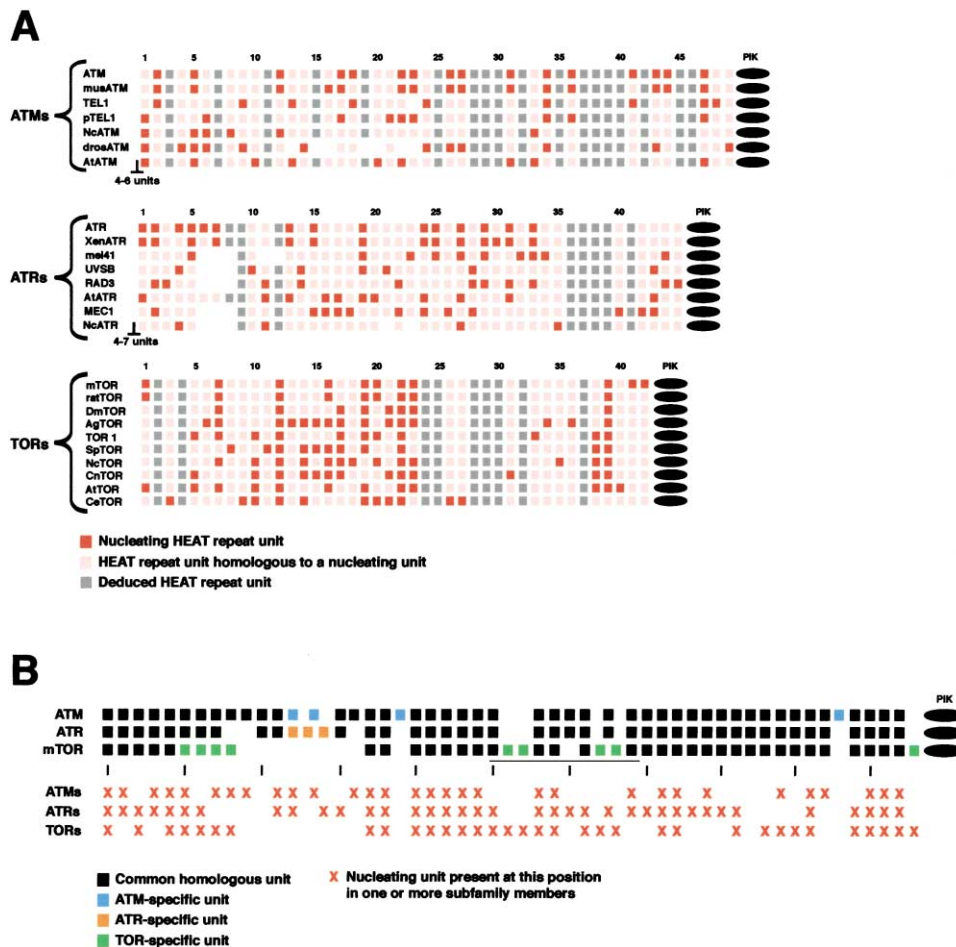 A
1 5 10 15 20 25 30 35 40 45 PIK
ATMs
ATM
musATM
TEL1
pTEL1
NcATM
drosATM
AtATM
4-6 units
1 5 10 15 20 25 30 35 40 PIK
ATRs
ATR
XenATR
mei41
UVSB
RAD3
AtATR
MEC1
NcATR
4-7 units
1 5 10 15 20 25 30 35 40 PIK
TORs
mTOR
ratTOR
DmTOR
AgTOR
TOR 1
SpTOR
NcTOR
CnTOR
AtTOR
CeTOR
Nucleating HEAT repeat unit
HEAT repeat unit homologous to a nucleating unit
Deduced HEAT repeat unit
B
PIK
ATM
ATR
mTOR
ATMs
ATRs
TORs
Common homologous unit
ATM-specific unit
ATR-specific unit
TOR-specific unit
X Nucleating unit present at this position
in one or more subfamily members